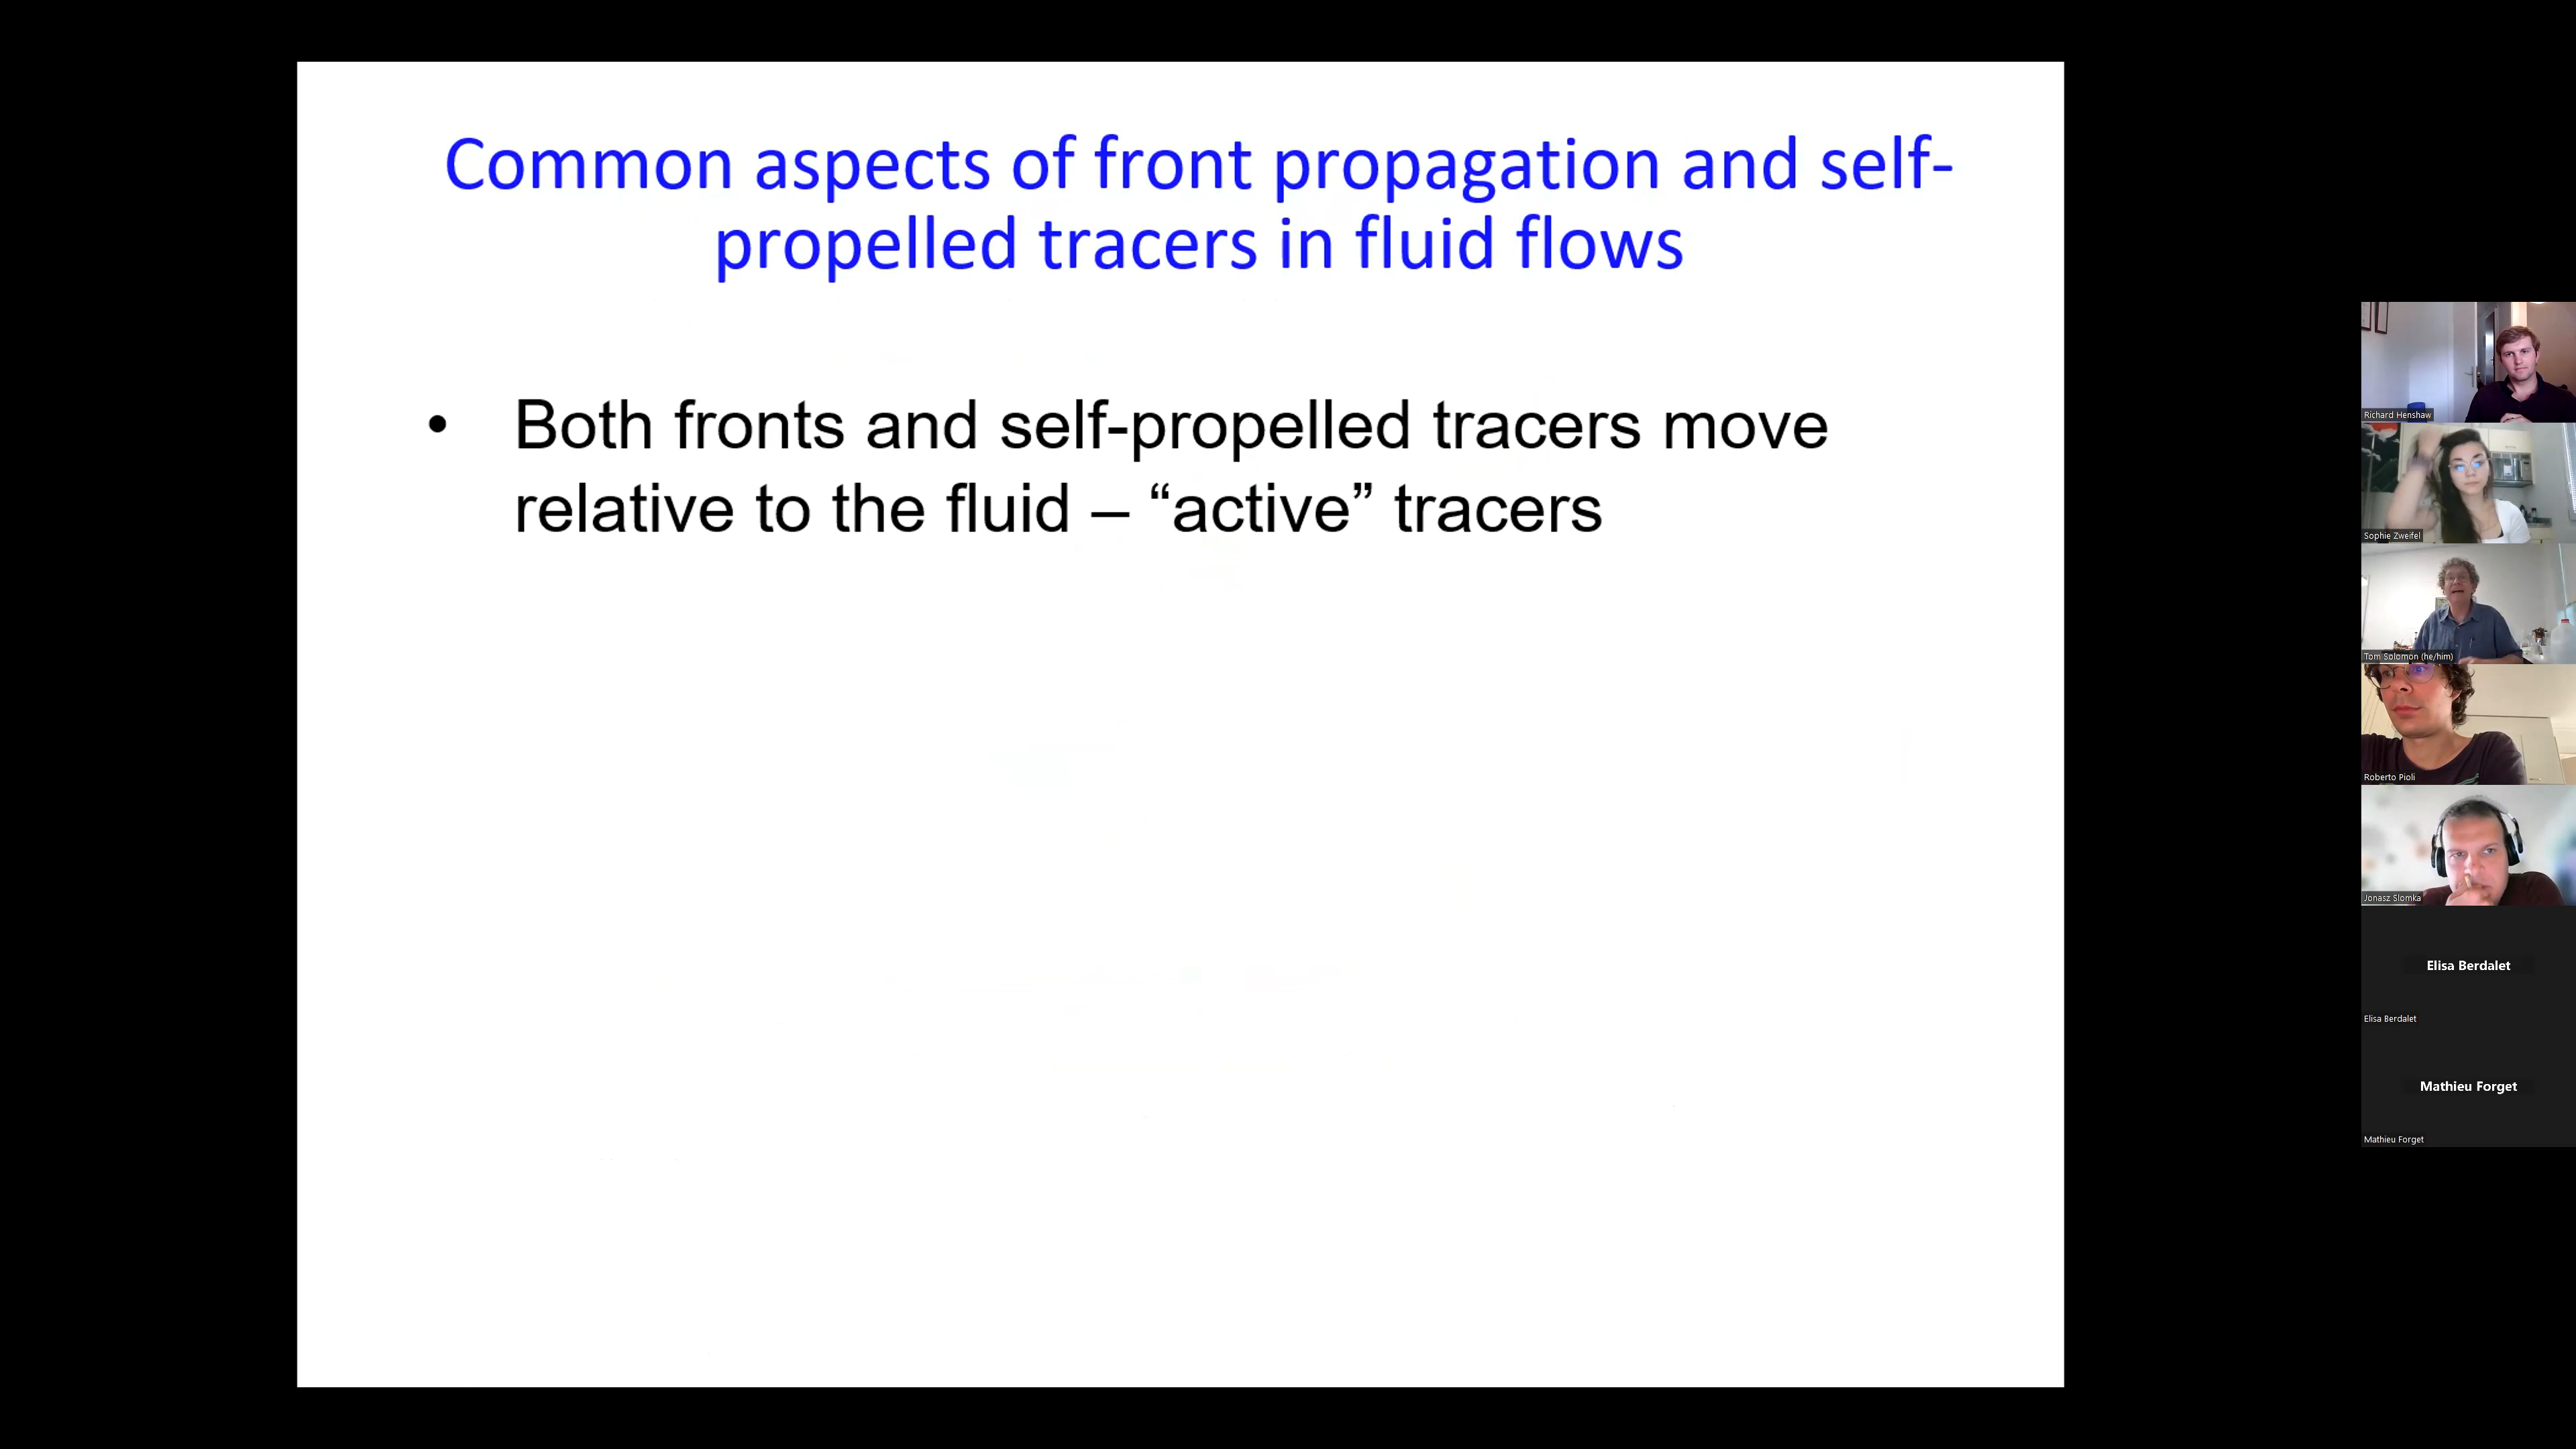 Common aspects of front propagation and self-
propelled tracers in fluid flows
• Both fronts and self-propelled tracers move
relative to the fluid – “active” tracers
Richard Henshaw
Sophie Zweifel
Tom Solomon (he/him)
Roberto Pioli
Jonasz Slomka
Elisa Berdalet
Elisa Berdalet
Mathieu Forget
Mathieu Forget